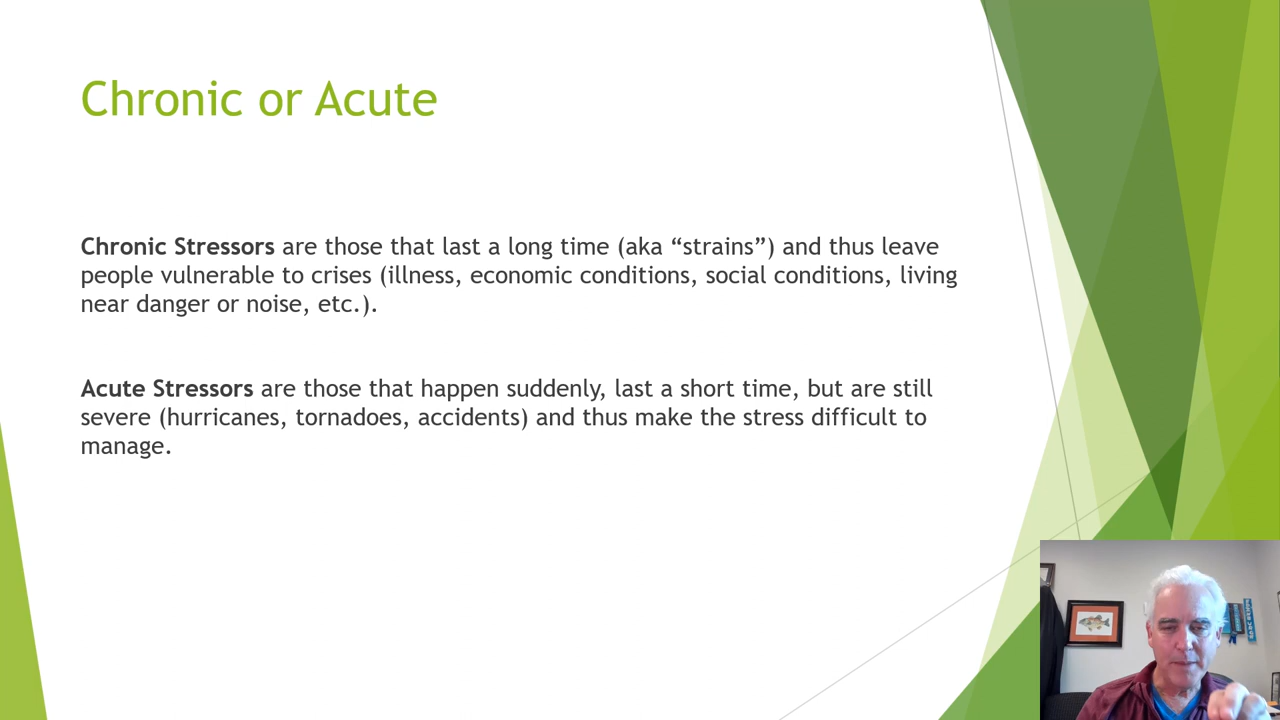 Chronic or Acute
Chronic Stressors are those that last a long time (aka “strains”) and thus leave
people vulnerable to crises (illness, economic conditions, social conditions, living
near danger or noise, etc.).
Acute Stressors are those that happen suddenly, last a short time, but are still
severe (hurricanes, tornadoes, accidents) and thus make the stress difficult to
manage.